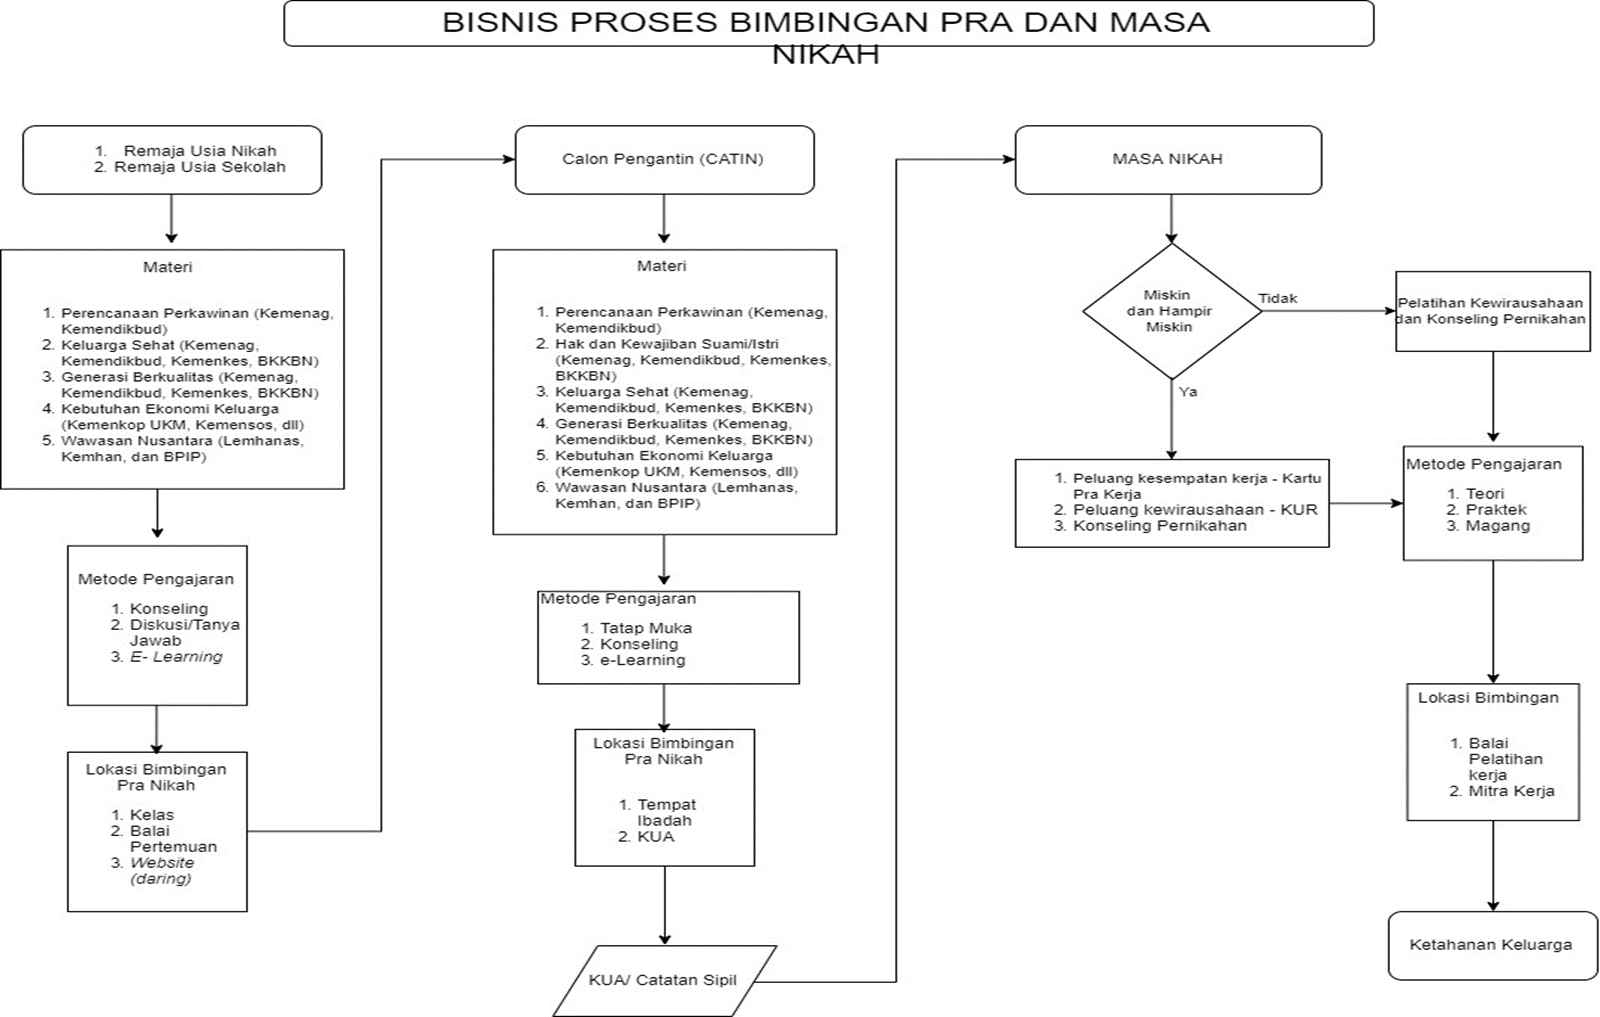 BISNIS PROSES BIMBINGAN PRA DAN MASA
NIKAH
1. Remaja Usia Nikah
2. Remaja Usia Sekolah
Materi
1. Perencanaan Perkawinan (Kemenag,
Kemendikbud)
2. Keluarga Sehat (Kemenag,
Kemendikbud, Kemenkes, BKKBN)
3. Generasi Berkualitas (Kemenag,
Kemendikbud, Kemenkes, BKKBN)
4. Kebutuhan Ekonomi Keluarga
(Kemenkop UKM, Kemensos, dll)
5. Wawasan Nusantara (Lemhanas,
Kemhan, dan BPIP)
Metode Pengajaran
1. Konseling
2. Diskusi/Tanya
Jawab
3. E- Learning
Lokasi Bimbingan
Pra Nikah
1. Kelas
2. Balai
Pertemuan
3. Website
(daring)
Calon Pengantin (CATIN)
Materi
1. Perencanaan Perkawinan (Kemenag,
Kemendikbud)
2. Hak dan Kewajiban Suami/Istri
(Kemenag, Kemendikbud, Kemenkes,
BKKBN)
3. Keluarga Sehat (Kemenag,
Kemendikbud, Kemenkes, BKKBN)
4. Generasi Berkualitas (Kemenag,
Kemendikbud, Kemenkes, BKKBN)
5. Kebutuhan Ekonomi Keluarga
(Kemenkop UKM, Kemensos, dll)
6. Wawasan Nusantara (Lemhanas,
Kemhan, dan BPIP)
Metode Pengajaran
1. Tatap Muka
2. Konseling
3. e-Learning
Lokasi Bimbingan
Pra Nikah
1. Tempat
Ibadah
2. KUA
KUA/ Catatan Sipil
MASA NIKAH
Miskin
dan Hampir
Miskin
Tidak
Ya
Pelatihan Kewirausahaan
dan Konseling Pernikahan
1. Peluang kesempatan kerja - Kartu
Pra Kerja
2. Peluang kewirausahaan - KUR
3. Konseling Pernikahan
Metode Pengajaran
1. Teori
2. Praktek
3. Magang
Lokasi Bimbingan
1. Balai
Pelatihan
kerja
2. Mitra Kerja
Ketahanan Keluarga